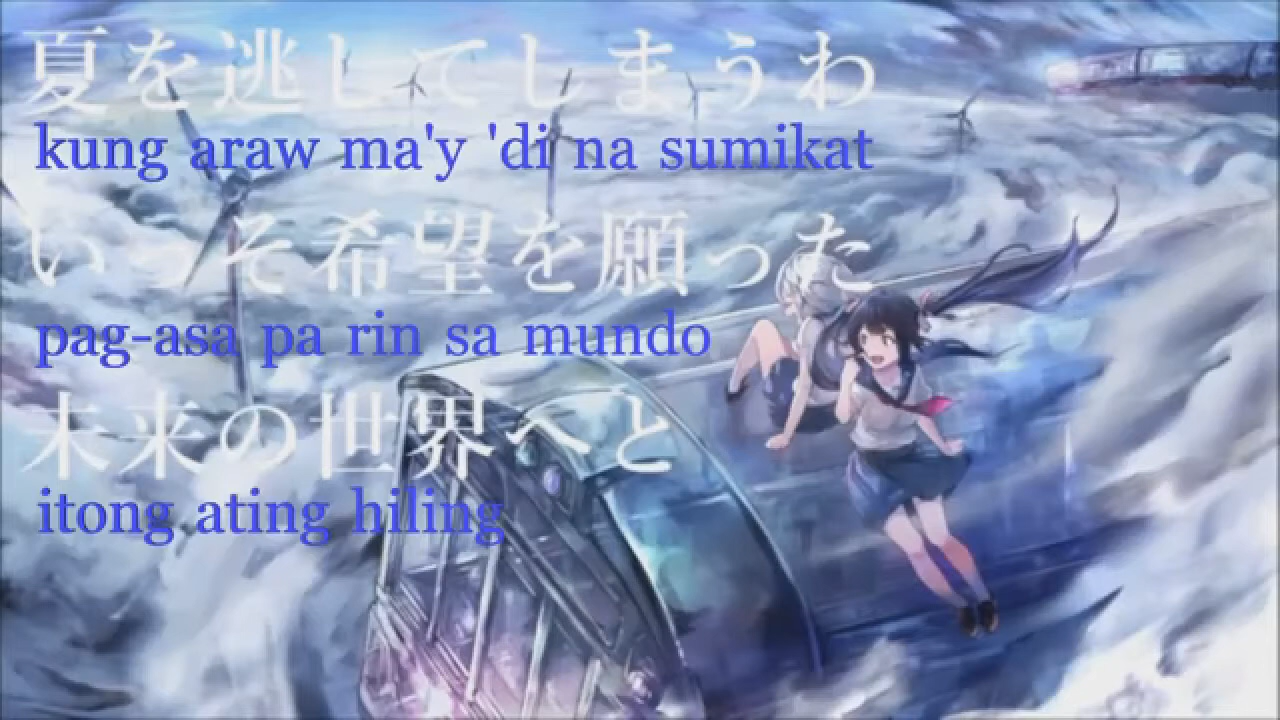 夏を逃してしまうわ
kung araw ma'y 'di na sumikat
いっそ希望を願った
pag-asa pa rin sa mundo
未来の世界へと
itong ating hiling